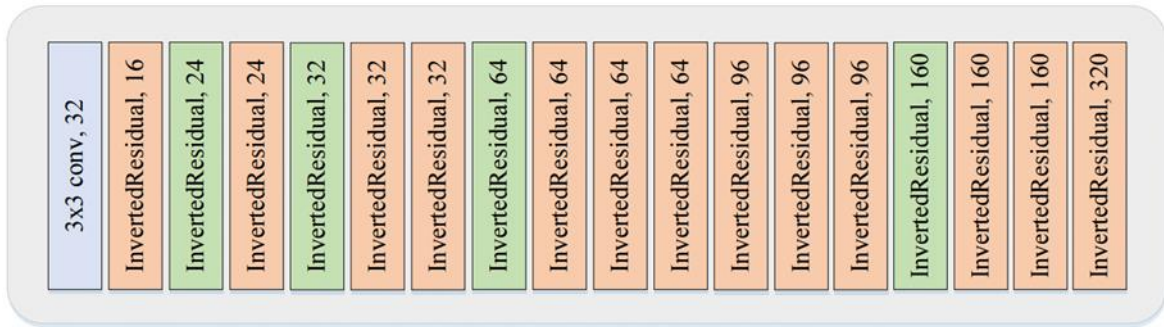 3x3 conv, 32
InvertedResidual, 16
InvertedResidual, 24
InvertedResidual, 24
InvertedResidual, 32
InvertedResidual, 32
InvertedResidual, 32
InvertedResidual, 64
InvertedResidual, 64
InvertedResidual, 64
InvertedResidual, 64
InvertedResidual, 96
InvertedResidual, 96
InvertedResidual, 96
InvertedResidual, 160
InvertedResidual, 160
InvertedResidual, 160
InvertedResidual, 320